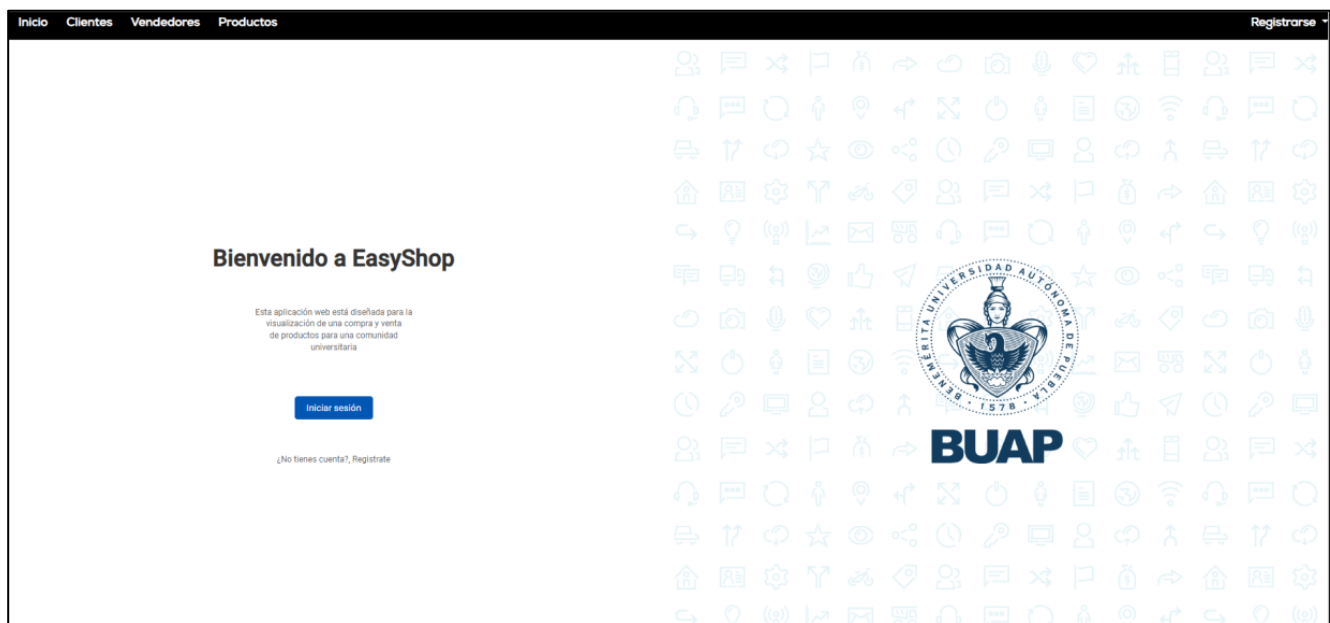 Inicio Clientes Vendedores Productos Registrarse
Bienvenido a EasyShop
Esta aplicación web está diseñada para la
visualización de una compra y venta
de productos para una comunidad
universitaria
Iniciar sesión
¿No tienes cuenta?, Registrate
BENEMÉRITA UNIVERSIDAD AUTÓNOMA DE PUEBLA
1578
BUAP